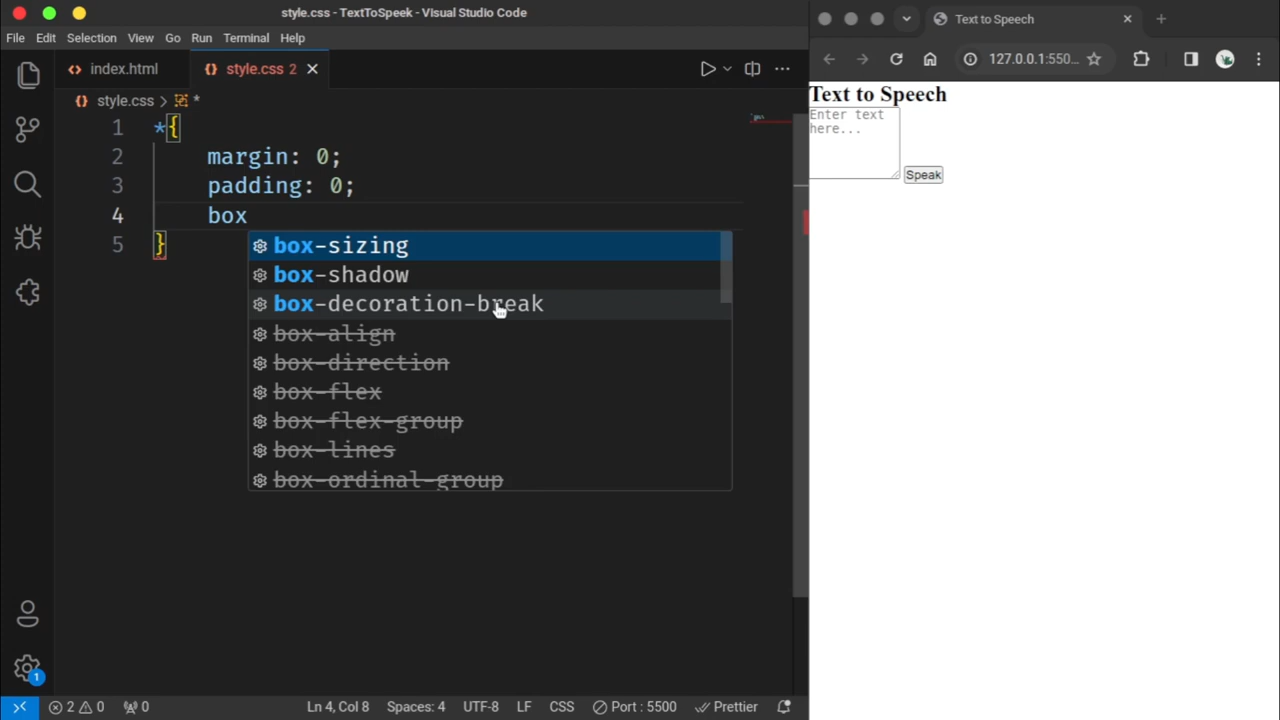 style.css - TextToSpeek - Visual Studio Code
File Edit Selection View Go Run Terminal Help
index.html
style.css 2
style.css > *
1 *{
2 margin: 0;
3 padding: 0;
4 box
5 }
box-sizing
box-shadow
box-decoration-break
box-align
box-direction
box-flex
box-flex-group
box-lines
box-ordinal-group
1
2 0 0 Ln 4, Col 8 Spaces: 4 UTF-8 LF CSS Port : 5500 Prettier
Text to Speech
127.0.0.1:550...
Text to Speech
Enter text
here...
Speak